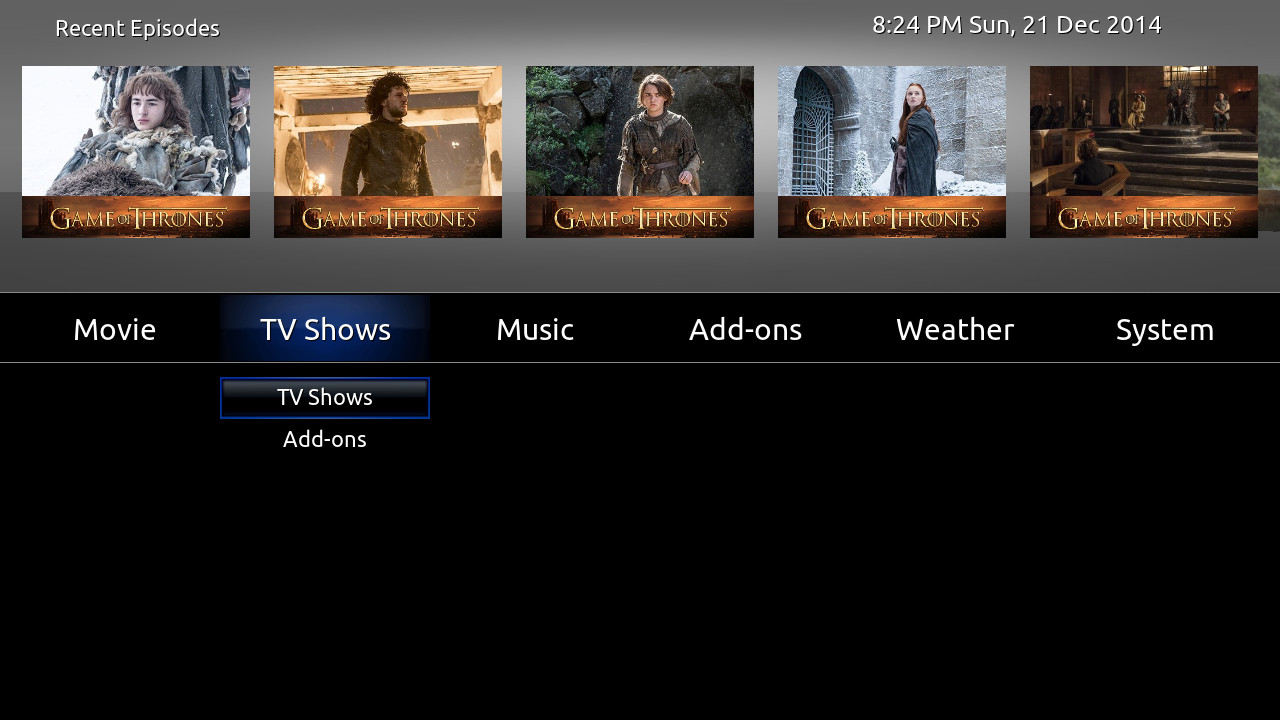 Recent Episodes
8:24 PM Sun, 21 Dec 2014
GAME OF THRONES
GAME OF THRONES
GAME OF THRONES
GAME OF THRONES
GAME OF THRONES
Movie
TV Shows
Music
Add-ons
Weather
System
TV Shows
Add-ons